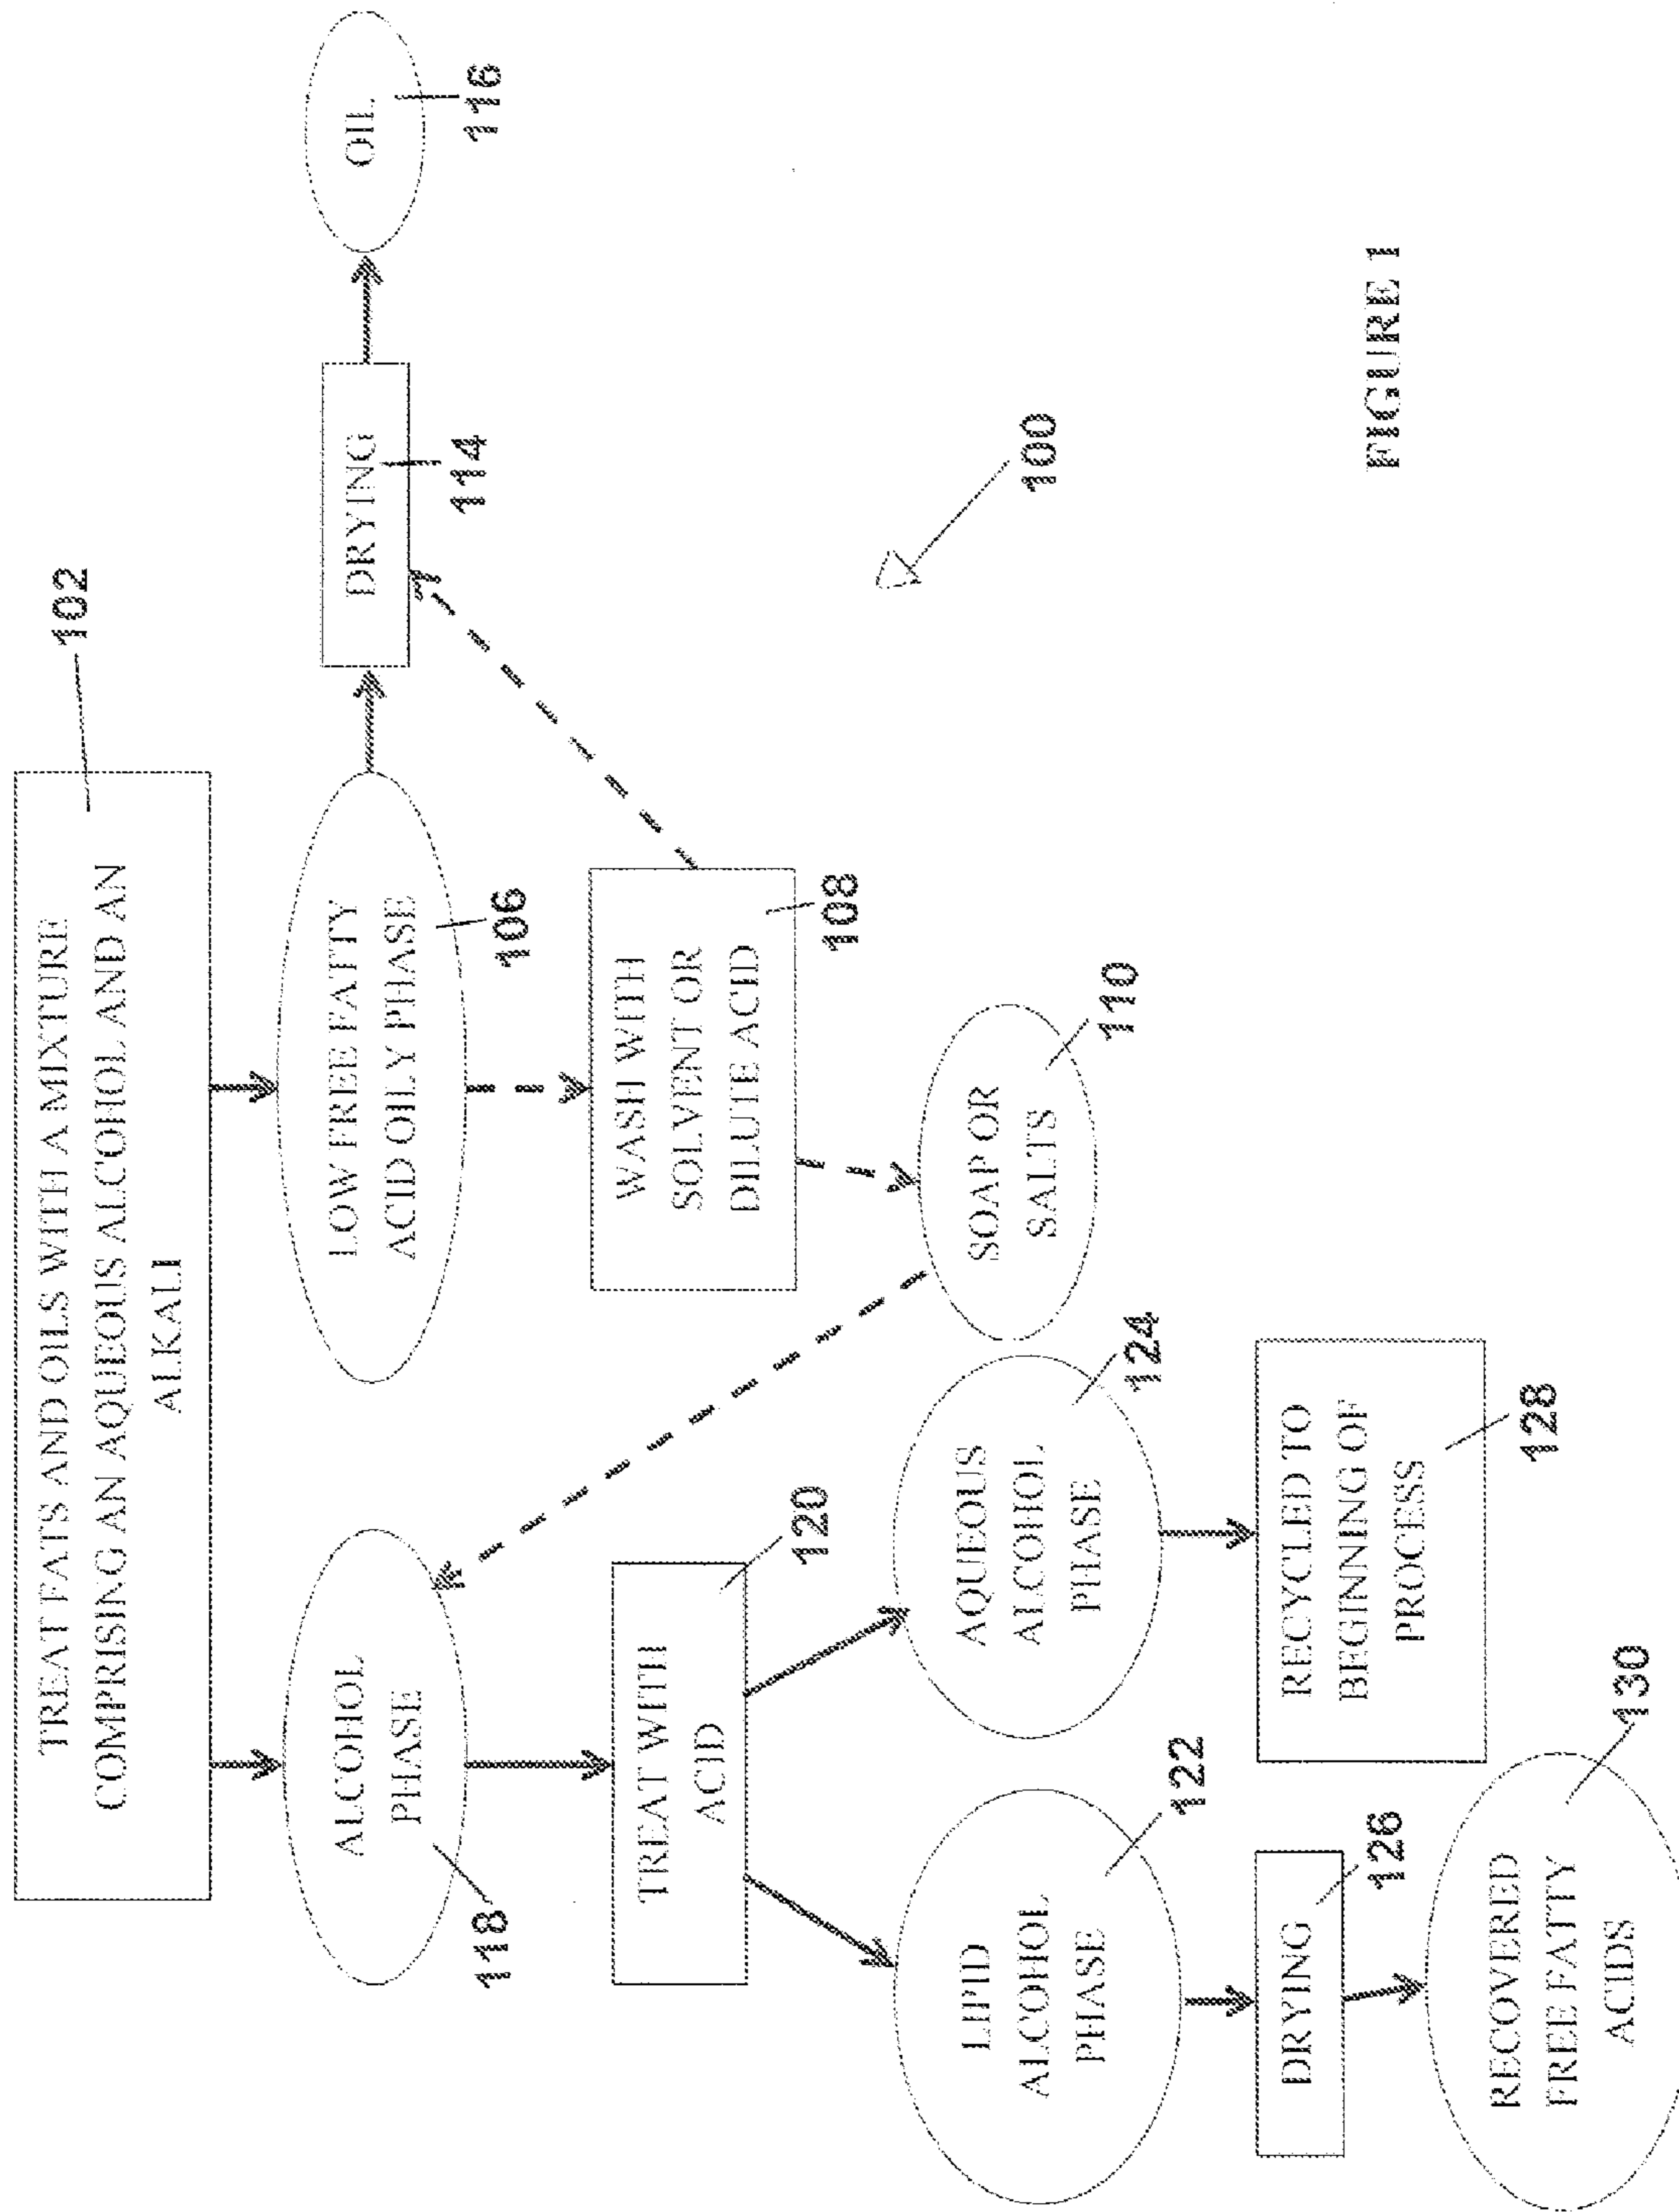 TREAT FATS AND OILS WITH A MIXTURE
COMPRISING AN AQUEOUS ALCOHOL AND AN
ALKALI
102
ALCOHOL
PHASE
118
LOW FREE FATTY
ACID OILY PHASE
106
DRYING
114
OIL
116
TREAT WITH
ACID
120
WASH WITH
SOLVENT OR
DILUTE ACID
108
LIPID
ALCOHOL
PHASE
122
AQUEOUS
ALCOHOL
PHASE
124
SOAP OR
SALTS
110
100
DRYING
126
RECYCLED TO
BEGINNING OF
PROCESS
128
RECOVERED
FREE FATTY
ACIDS
130
FIGURE 1